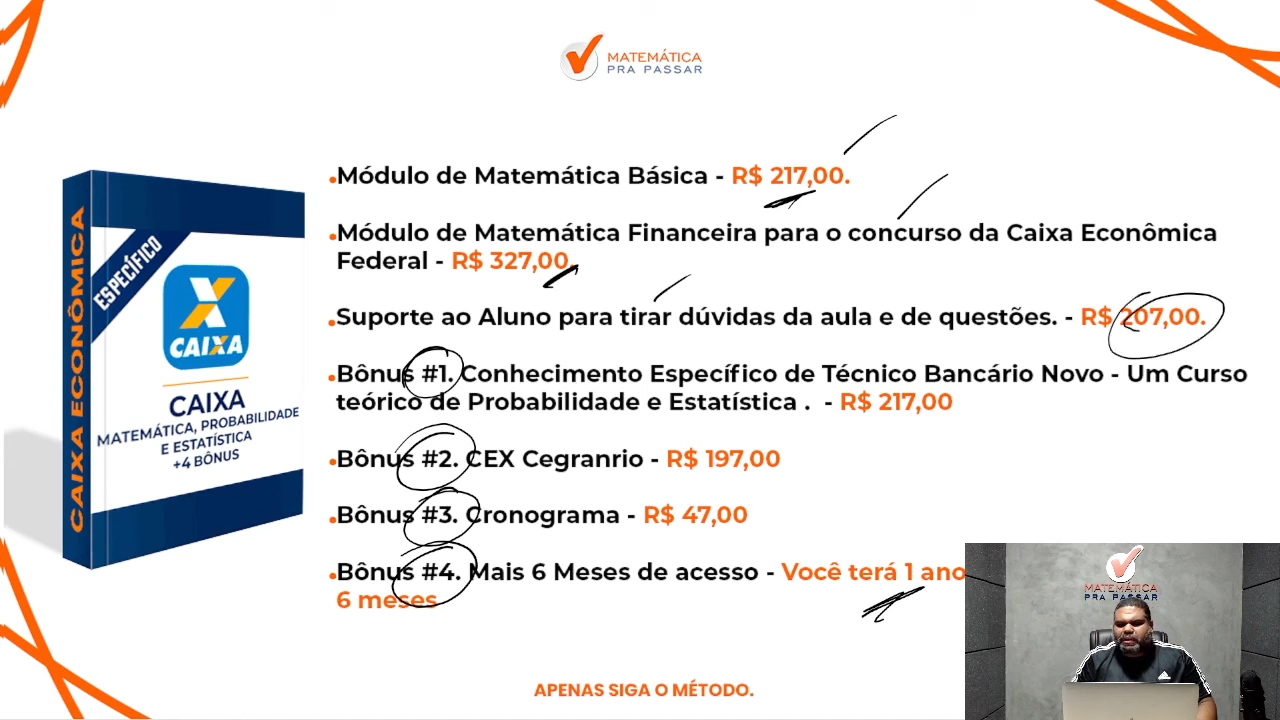 MATEMÁTICA
PRA PASSAR
•Módulo de Matemática Básica - R$ 217,00.
•Módulo de Matemática Financeira para o concurso da Caixa Econômica
Federal - R$ 327,00.
•Suporte ao Aluno para tirar dúvidas da aula e de questões. - R$ 207,00.
•Bônus #1. Conhecimento Específico de Técnico Bancário Novo - Um Curso
teórico de Probabilidade e Estatística . - R$ 217,00
•Bônus #2. CEX Cegranrio - R$ 197,00
•Bônus #3. Cronograma - R$ 47,00
•Bônus #4. Mais 6 Meses de acesso - Você terá 1 ano
6 meses
CAIXA ECONÔMICA
ESPECÍFICO
CAIXA
CAIXA
MATEMÁTICA, PROBABILIDADE
E ESTATÍSTICA
+4 BÔNUS
MATEMÁTICA
PRA PASSAR
APENAS SIGA O MÉTODO.